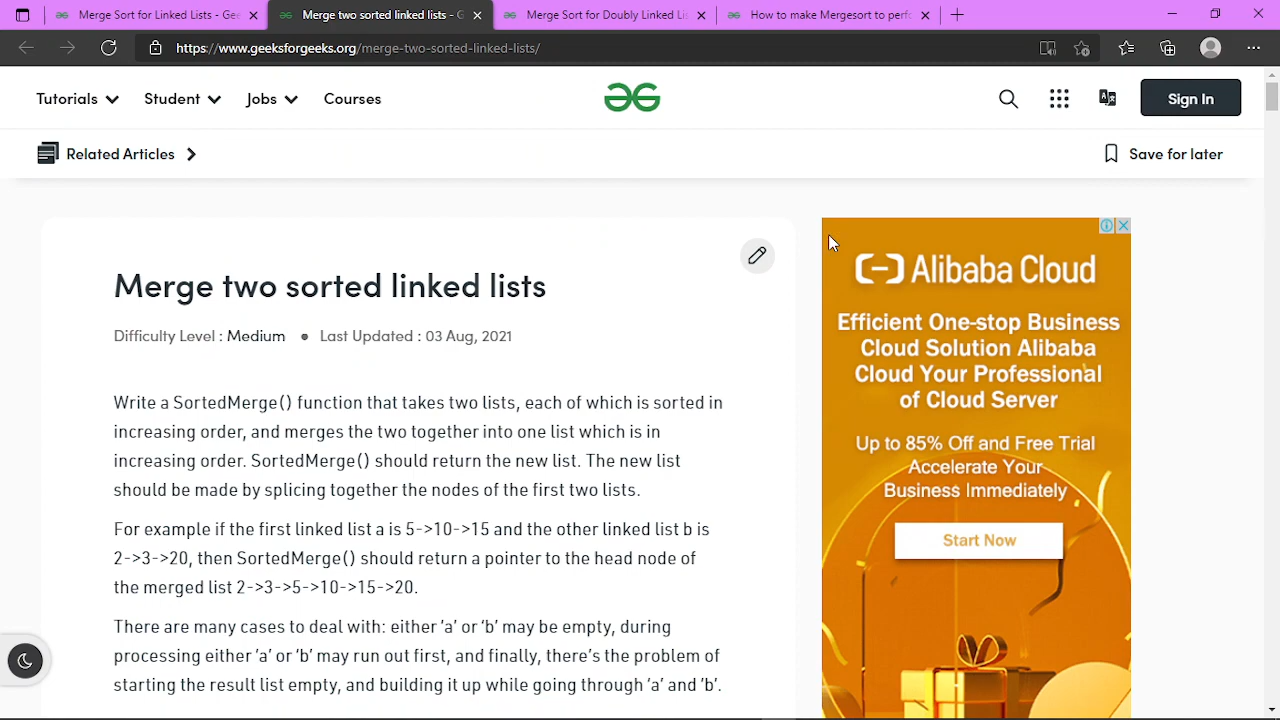 Merge Sort for Linked Lists - Gee
Merge two sorted linked lists - G
Merge Sort for Doubly Linked Li
How to make Mergesort to perfo
https://www.geeksforgeeks.org/merge-two-sorted-linked-lists/
Tutorials
Student
Jobs
Courses
Sign In
Related Articles
Save for later
Merge two sorted linked lists
Difficulty Level : Medium
Last Updated : 03 Aug, 2021
Write a SortedMerge() function that takes two lists, each of which is sorted in
increasing order, and merges the two together into one list which is in
increasing order. SortedMerge() should return the new list. The new list
should be made by splicing together the nodes of the first two lists.
For example if the first linked list a is 5->10->15 and the other linked list b is
2->3->20, then SortedMerge() should return a pointer to the head node of
the merged list 2->3->5->10->15->20.
There are many cases to deal with: either ‘a’ or ‘b’ may be empty, during
processing either ‘a’ or ‘b’ may run out first, and finally, there’s the problem of
starting the result list empty, and building it up while going through ‘a’ and ‘b’.
Alibaba Cloud
Efficient One-stop Business
Cloud Solution Alibaba
Cloud Your Professional
of Cloud Server
Up to 85% Off and Free Trial
Accelerate Your
Business Immediately
Start Now